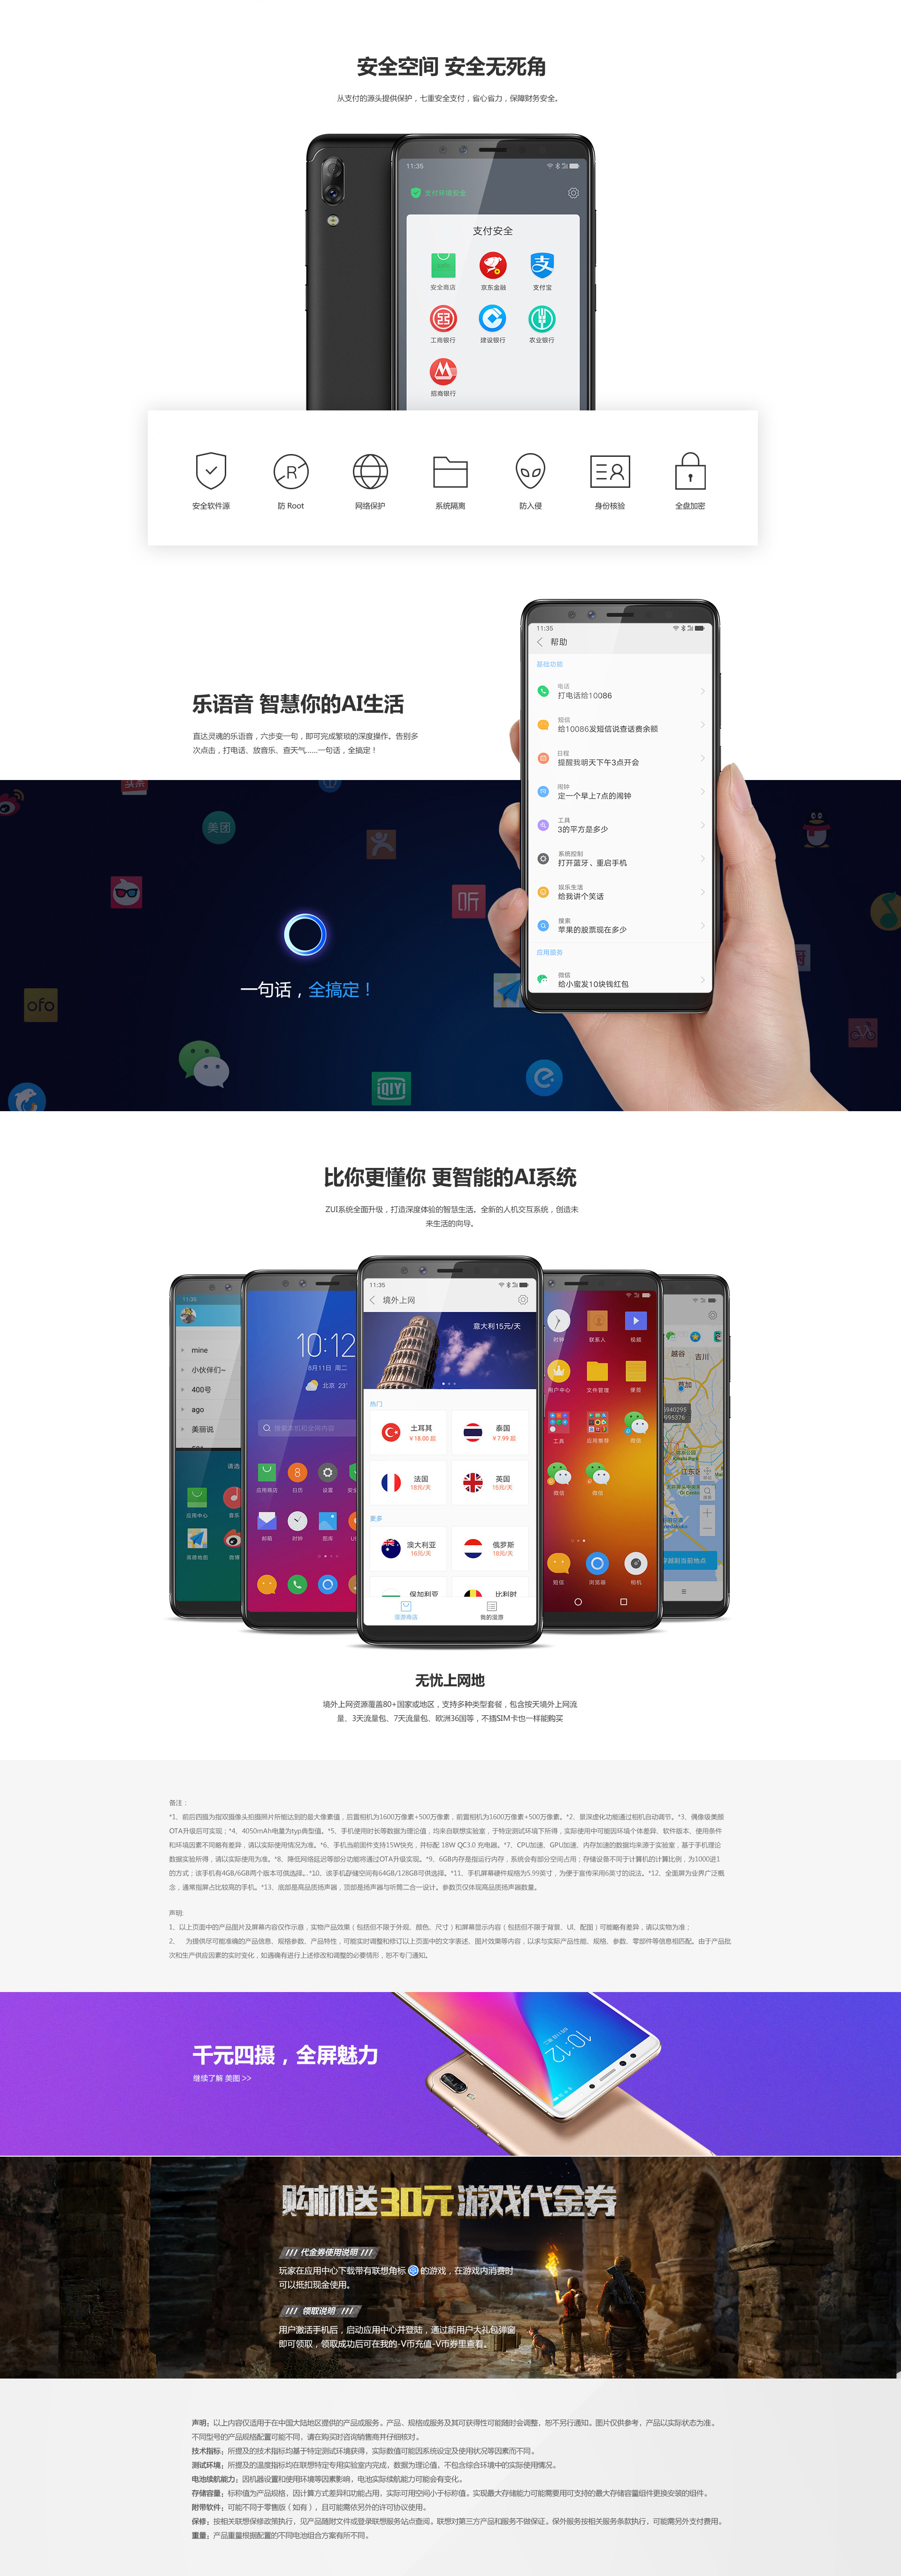 安全空间 安全无死角
从支付的源头提供保护，七重安全支付，省心省力，保障财务安全。
11:35
支付环境安全
支付安全
安全商店 京东金融 支付宝
工商银行 建设银行 农业银行
招商银行
安全软件源 防 Root 网络保护 系统隔离 防入侵 身份核验 全盘加密
乐语音 智慧你的AI生活
直达灵魂的乐语音，六步变一句，即可完成繁琐的深度操作。告别多
次点击，打电话、放音乐、查天气……一句话，全搞定！
11:35
帮助
基础功能
电话
打电话给10086
短信
给10086发短信说查话费余额
日程
提醒我明天下午3点开会
闹钟
定一个早上7点的闹钟
工具
3的平方是多少
系统控制
打开蓝牙、重启手机
娱乐生活
给我讲个笑话
搜索
苹果的股票现在多少
应用服务
微信
给小蜜发10块钱红包
美团
听
ofo
iQIYI
一句话，全搞定！
比你更懂你 更智能的AI系统
ZUI系统全面升级，打造深度体验的智慧生活。全新的人机交互系统，创造未
来生活的向导。
11:35
mine
小伙伴们~
400号
ago
美丽说
应用中心 音乐
高德地图 微博
10:12
8月11日 周二
北京 23°
搜索本机和全网内容
应用商店 日历 设置
邮箱 时钟 图库
11:35
境外上网
意大利15元/天
热门
土耳其
￥18.00 起
泰国
￥7.99 起
法国
18元/天
英国
15元/天
更多
澳大利亚
16元/天
俄罗斯
18元/天
保加利亚
比利时
漫游商店 我的漫游
时钟 联系人 视频
用户中心 文件管理 便签
工具 应用推荐 微信
微信 微信
短信 浏览器 相机
越谷
吉川
草加
无忧上网地
境外上网资源覆盖80+国家或地区，支持多种类型套餐，包含按天境外上网流
量、3天流量包、7天流量包、欧洲36国等，不插SIM卡也一样能购买
备注：
*1、前后四摄为指双摄像头拍摄照片所能达到的最大像素值，后置相机为1600万像素+500万像素，前置相机为1600万像素+500万像素。*2、景深虚化功能通过相机自动调节。*3、偶像级美颜
OTA升级后可实现；*4、4050mAh电量为typ典型值。*5、手机使用时长等数据为理论值，均来自联想实验室，于特定测试环境下所得，实际使用中可能因环境个体差异、软件版本、使用条件
和环境因素不同略有差异，请以实际使用情况为准。*6、手机当前固件支持15W快充，并标配 18W QC3.0 充电器。*7、CPU加速、GPU加速、内存加速的数据均来源于实验室，基于手机理论
数据实验所得，请以实际使用为准。*8、降低网络延迟等部分功能将通过OTA升级实现。*9、6GB内存是指运行内存，系统会有部分空间占用；存储设备不同于计算机的计算比例，为1000进1
的方式；该手机有4GB/6GB两个版本可供选择。*10、该手机存储空间有64GB/128GB可供选择。*11、手机屏幕硬件规格为5.99英寸，为便于宣传采用6英寸的说法。*12、全面屏为业界广泛概
念，通常指屏占比较高的手机。*13、底部是高品质扬声器，顶部是扬声器与听筒二合一设计。参数页仅体现高品质扬声器数量。
声明:
1、以上页面中的产品图片及屏幕内容仅作示意，实物产品效果（包括但不限于外观、颜色、尺寸）和屏幕显示内容（包括但不限于背景、UI、配图）可能略有差异，请以实物为准；
2、 为提供尽可能准确的产品信息、规格参数、产品特性，可能实时调整和修订以上页面中的文字表述、图片效果等内容，以求与实际产品性能、规格、参数、零部件等信息相匹配。由于产品批
次和生产供应因素的实时变化，如遇确有进行上述修改和调整的必要情形，恕不专门通知。
千元四摄，全屏魅力
继续了解 美图 >>
10:12
购机送30元游戏代金券
/// 代金券使用说明 ///
玩家在应用中心下载带有联想角标 的游戏，在游戏内消费时
可以抵扣现金使用。
/// 领取说明 ///
用户激活手机后，启动应用中心并登陆，通过新用户大礼包弹窗
即可领取，领取成功后可在我的-V币充值-V币券里查看。
声明：以上内容仅适用于在中国大陆地区提供的产品或服务。产品、规格或服务及其可获得性可能随时会调整，恕不另行通知。图片仅供参考，产品以实际状态为准。
不同型号的产品规格配置可能不同，请在购买时咨询销售商并仔细核对。
技术指标：所提及的技术指标均基于特定测试环境获得，实际数值可能因系统设定及使用状况等因素而不同。
测试环境：所提及的温度指标均在联想特定专用实验室内完成，数据为理论值，不包含综合环境中的实际使用情况。
电池续航能力：因机器设置和使用环境等因素影响，电池实际续航能力可能会有变化。
存储容量：标称值为产品规格，因计算方式差异和功能占用，实际可用空间小于标称值。实现最大存储能力可能需要用可支持的最大存储容量组件更换安装的组件。
附带软件：可能不同于零售版（如有），且可能需依另外的许可协议使用。
保修：按相关联想保修政策执行，见产品随附文件或登录联想服务站点查阅。联想对第三方产品和服务不做保证。保外服务按相关服务条款执行，可能需另外支付费用。
重量：产品重量根据配置的不同电池组合方案有所不同。